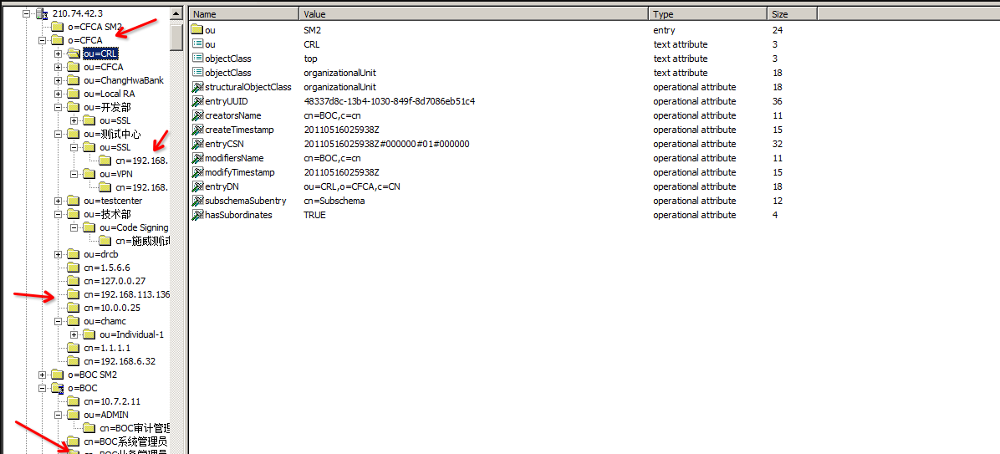 210.74.42.3
o=CFCA SM2
o=CFCA
ou=CRL
ou=CFCA
ou=ChangHwaBank
ou=Local RA
ou=开发部
ou=SSL
ou=测试中心
ou=SSL
cn=192.168.
ou=VPN
cn=192.168.
ou=testcenter
ou=技术部
ou=Code Signing
cn=施威测试
ou=drcb
cn=1.5.6.6
cn=127.0.0.27
cn=192.168.113.136
cn=10.0.0.25
ou=chamc
ou=Individual-1
cn=1.1.1.1
cn=192.168.6.32
o=BOC SM2
o=BOC
cn=10.7.2.11
ou=ADMIN
cn=BOC审计管理
cn=BOC系统管理员
cn=BOC业务管理员
Name Value Type Size
ou SM2 entry 24
ou CRL text attribute 3
objectClass top text attribute 3
objectClass organizationalUnit text attribute 18
structuralObjectClass organizationalUnit operational attribute 18
entryUUID 48337d8c-13b4-1030-849f-8d7086eb51c4 operational attribute 36
creatorsName cn=BOC,c=cn operational attribute 11
createTimestamp 20110516025938Z operational attribute 15
entryCSN 20110516025938Z#000000#01#000000 operational attribute 32
modifiersName cn=BOC,c=cn operational attribute 11
modifyTimestamp 20110516025938Z operational attribute 15
entryDN ou=CRL,o=CFCA,c=CN operational attribute 18
subschemaSubentry cn=Subschema operational attribute 12
hasSubordinates TRUE operational attribute 4